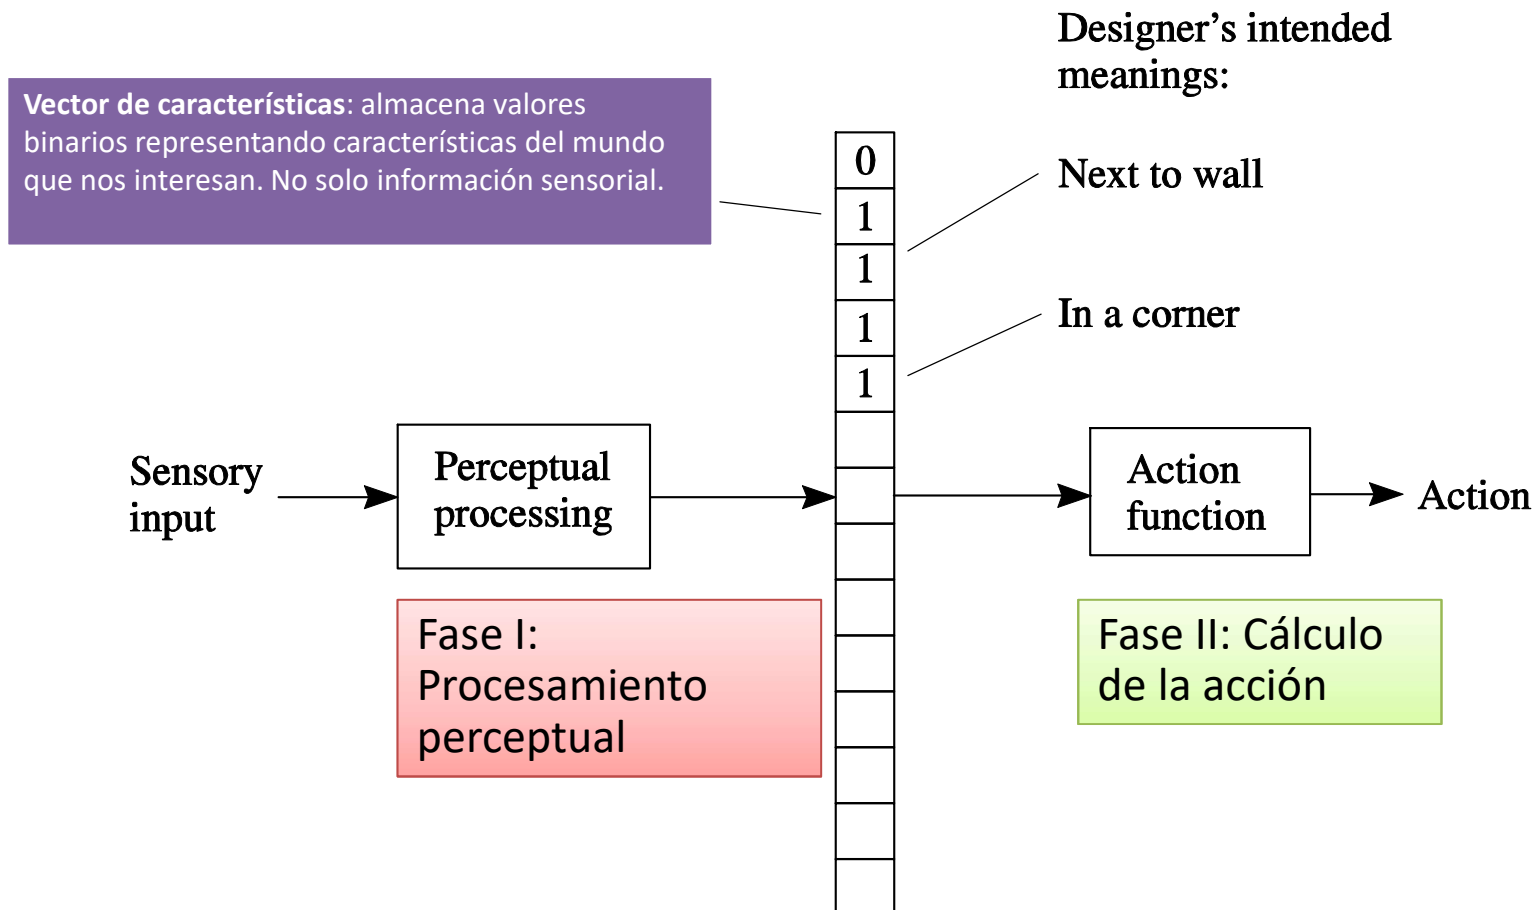 Designer’s intended
meanings:
Vector de características: almacena valores
binarios representando características del mundo
que nos interesan. No solo información sensorial.
0
1
1
1
1
Next to wall
In a corner
Sensory
input
Perceptual
processing
Action
function
Action
Fase I:
Procesamiento
perceptual
Fase II: Cálculo
de la acción